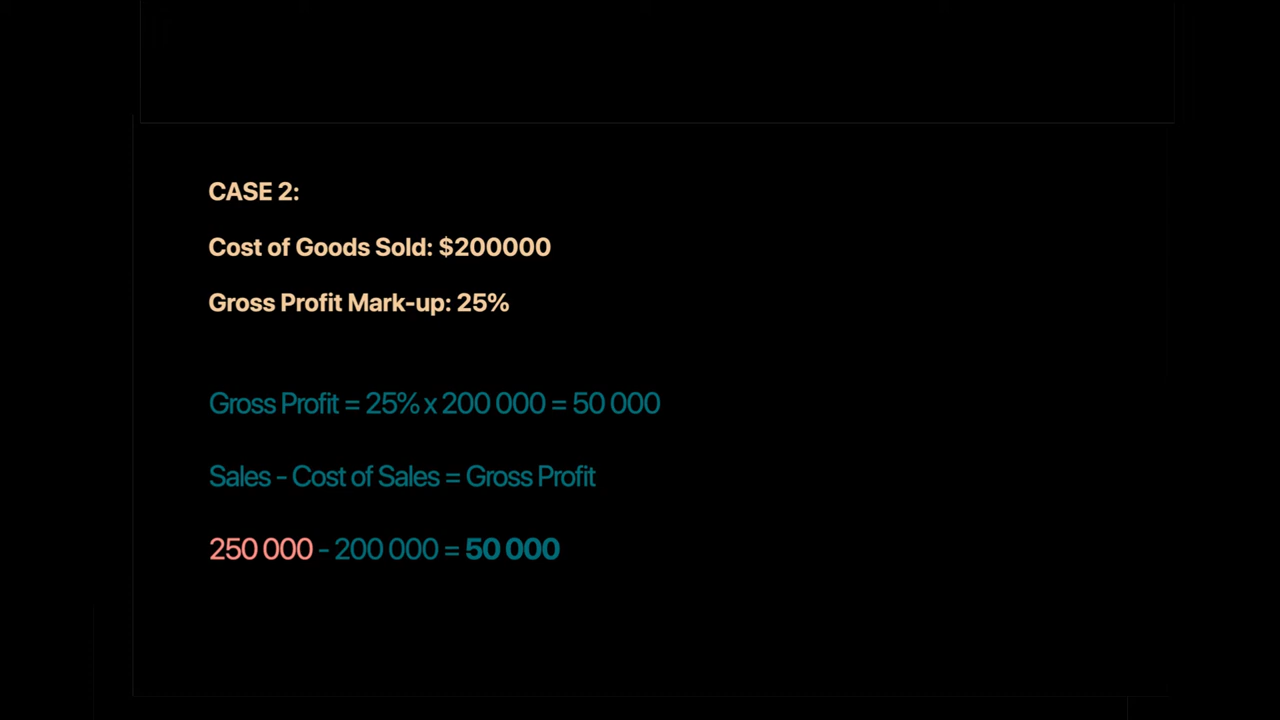 CASE 2:
Cost of Goods Sold: $200000
Gross Profit Mark-up: 25%
Gross Profit = 25% x 200 000 = 50 000
Sales - Cost of Sales = Gross Profit
250 000 - 200 000 = 50 000